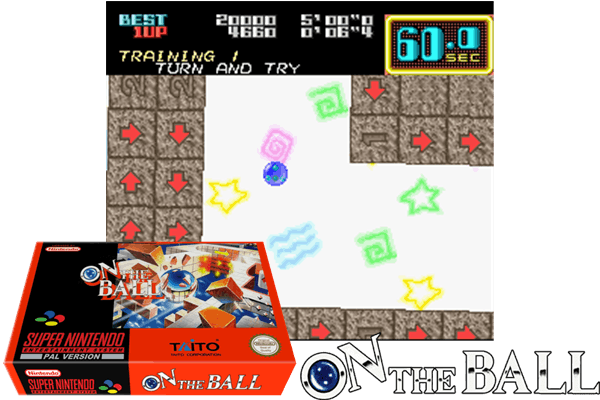 BEST 20000 5'00"0
1UP 4660 0'06"4
60.0
SEC
TRAINING 1
TURN AND TRY
Nintendo
ON THE BALL
SUPER NINTENDO
ENTERTAINMENT SYSTEM
PAL VERSION
TAITO
TAITO CORPORATION
Nintendo
SUPER NINTENDO
ON THE BALL
ON THE BALL